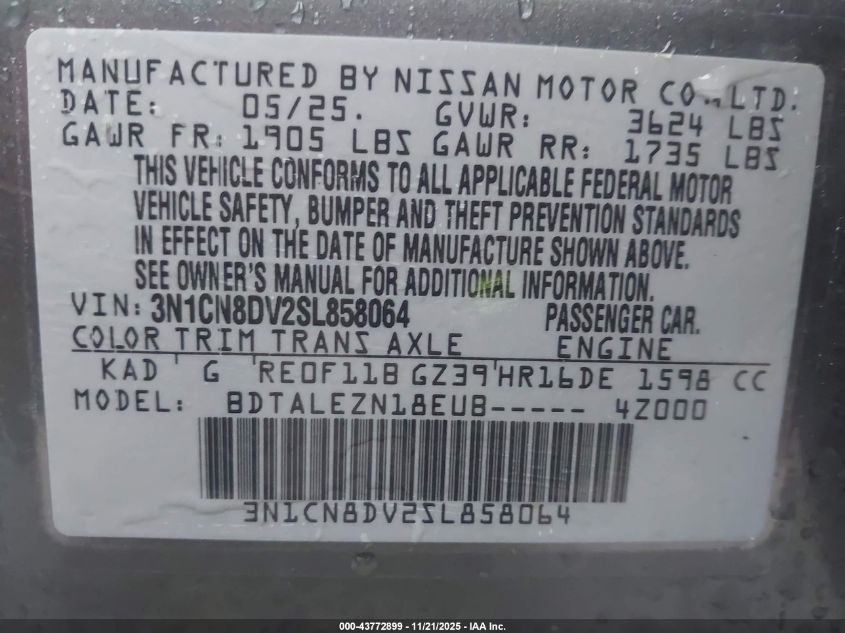 MANUFACTURED BY NISSAN MOTOR CO., LTD.
DATE: 05/25. GVWR: 3624 LBS
GAWR FR: 1905 LBS GAWR RR: 1735 LBS
THIS VEHICLE CONFORMS TO ALL APPLICABLE FEDERAL MOTOR
VEHICLE SAFETY, BUMPER AND THEFT PREVENTION STANDARDS
IN EFFECT ON THE DATE OF MANUFACTURE SHOWN ABOVE.
SEE OWNER'S MANUAL FOR ADDITIONAL INFORMATION.
VIN: 3N1CN8DV2SL858064 PASSENGER CAR.
COLOR TRIM TRANS AXLE ENGINE
KAD G RE0F11B GZ39 HR16DE 1598 CC
MODEL: BDTALEZN18EUB----- 4Z000
3N1CN8DV2SL858064
000-43772899 - 11/21/2025 - IAA Inc.